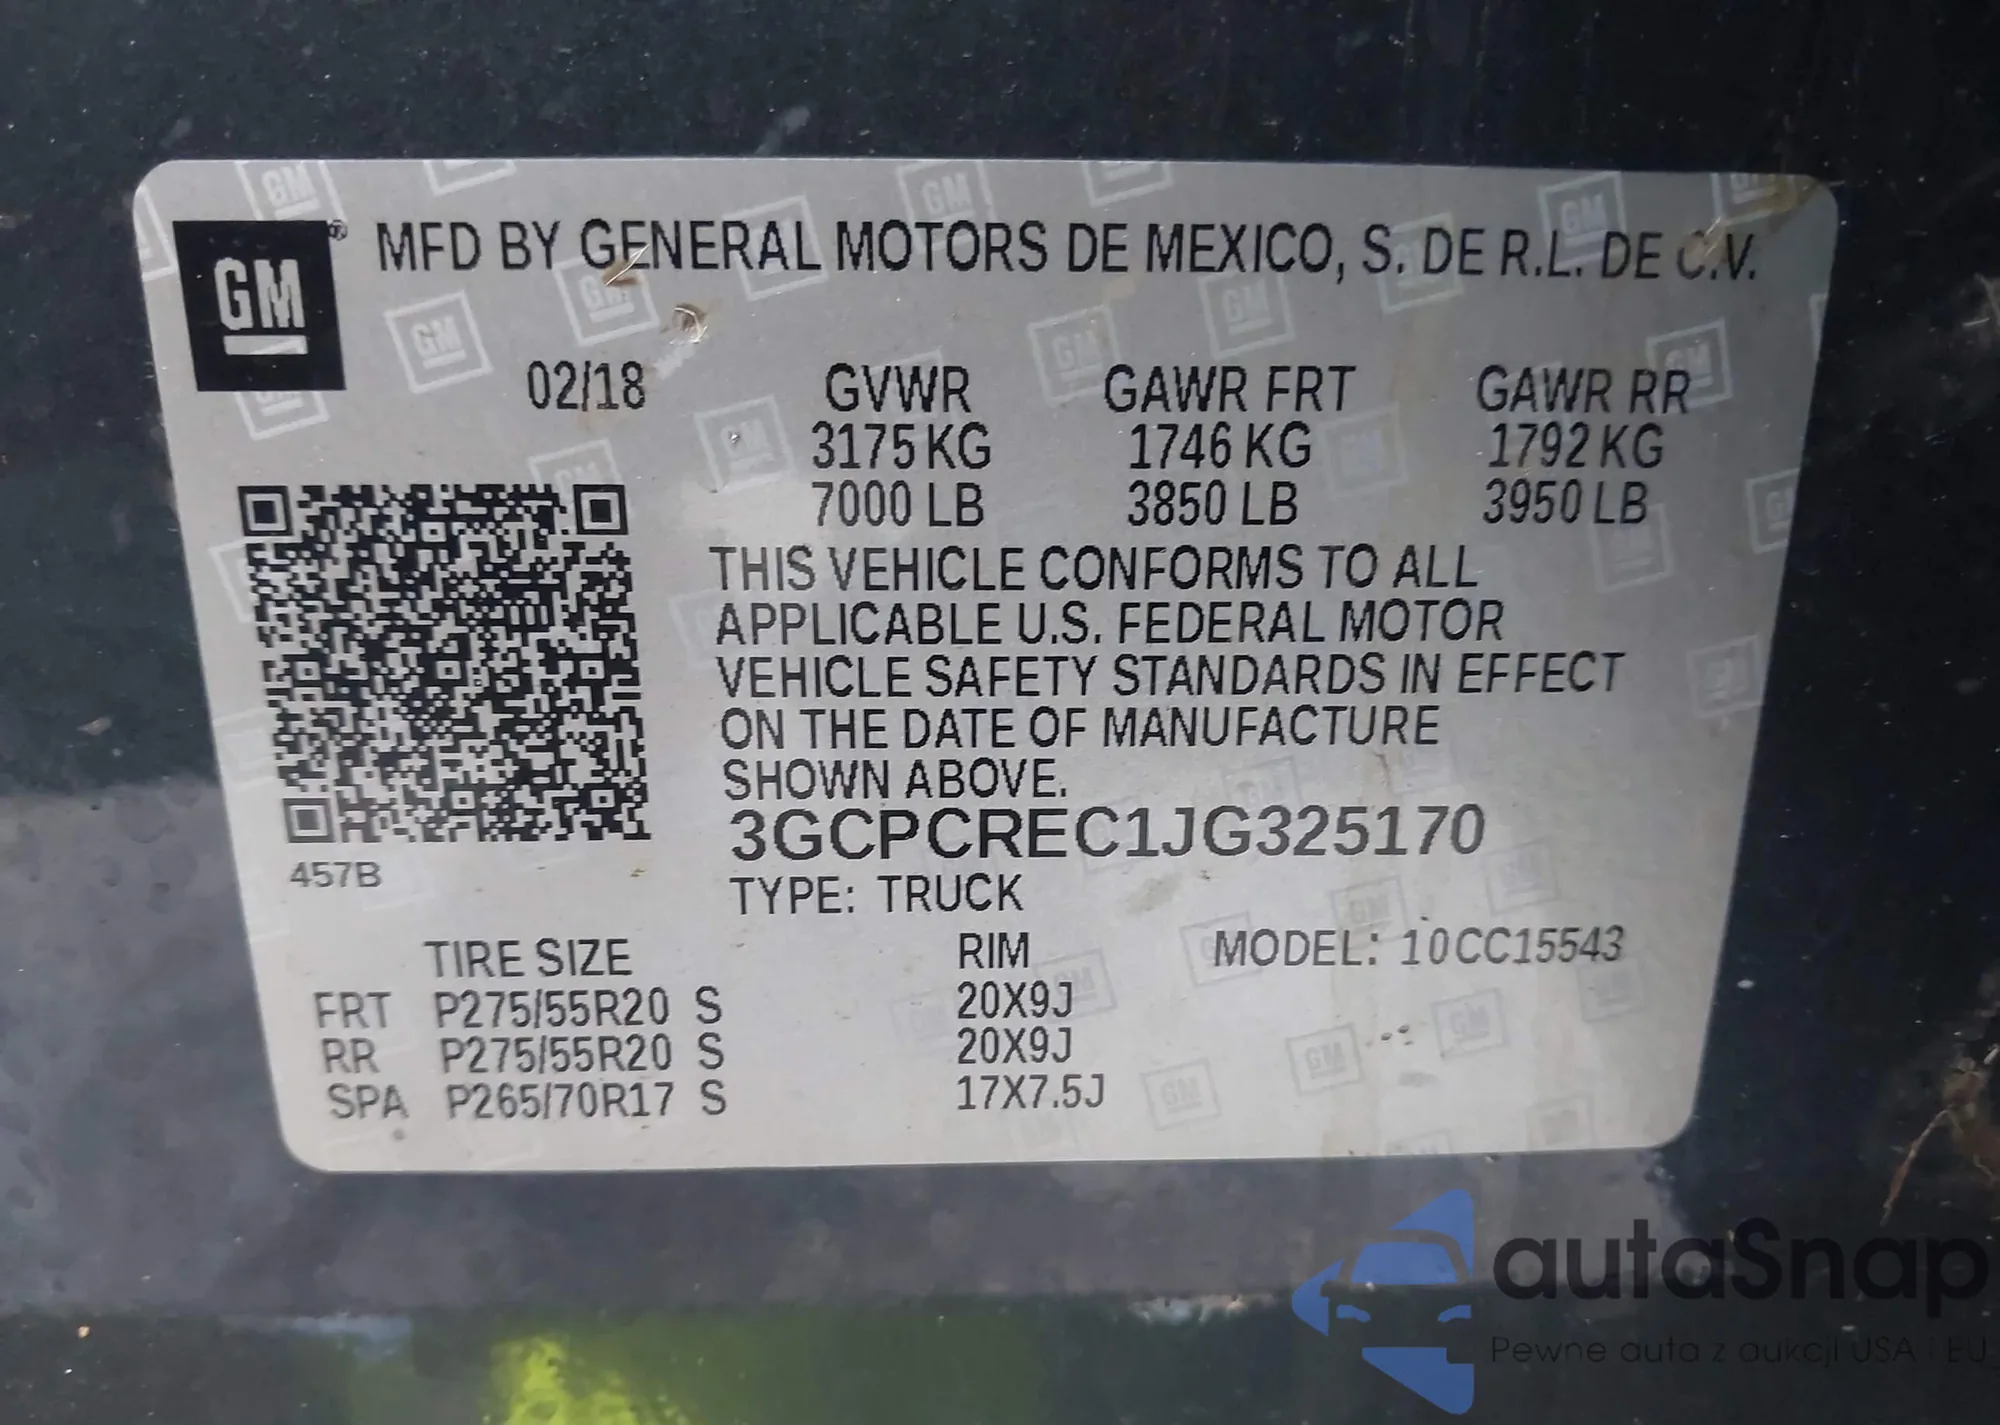 GM ® MFD BY GENERAL MOTORS DE MEXICO, S. DE R.L. DE C.V.
02/18 GVWR GAWR FRT GAWR RR
3175 KG 1746 KG 1792 KG
7000 LB 3850 LB 3950 LB
THIS VEHICLE CONFORMS TO ALL
APPLICABLE U.S. FEDERAL MOTOR
VEHICLE SAFETY STANDARDS IN EFFECT
ON THE DATE OF MANUFACTURE
SHOWN ABOVE.
3GCPCREC1JG325170
457B
TYPE: TRUCK
TIRE SIZE RIM MODEL: 10CC15543
FRT P275/55R20 S 20X9J
RR P275/55R20 S 20X9J
SPA P265/70R17 S 17X7.5J
autaSnap
Pewne auta z aukcji USA i EU